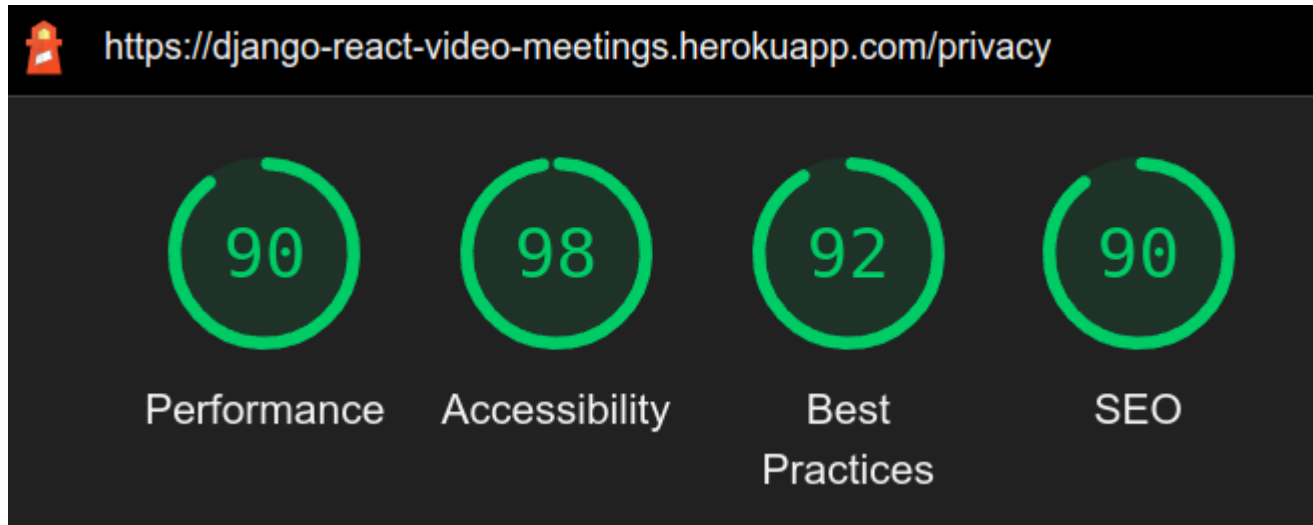 https://django-react-video-meetings.herokuapp.com/privacy
90
98
92
90
Performance
Accessibility
Best
Practices
SEO